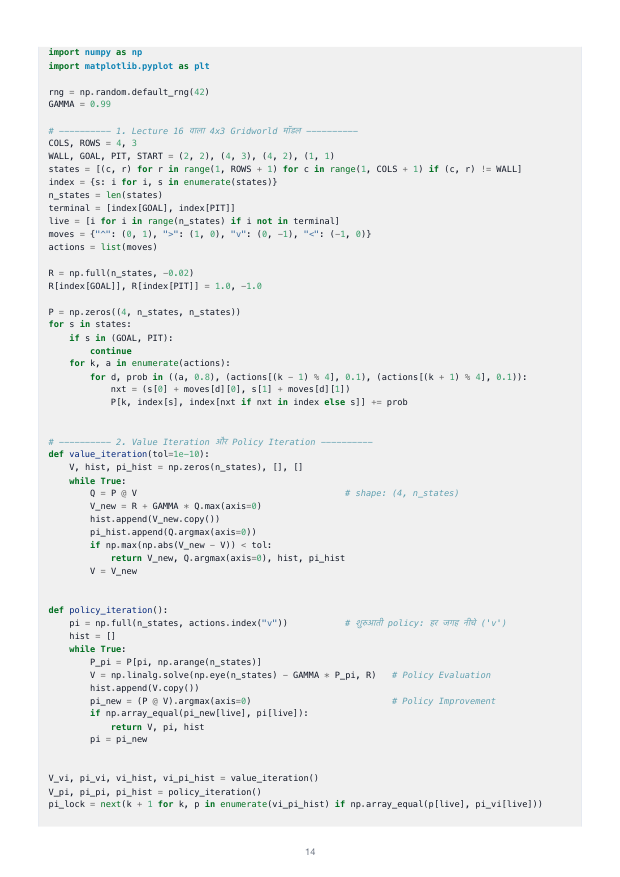 import numpy as np
import matplotlib.pyplot as plt
rng = np.random.default_rng(42)
GAMMA = 0.99
# −−−−−−−−−− 1. Lecture 16 वाला 4x3 Gridworld मॉडल −−−−−−−−−−
COLS, ROWS = 4, 3
WALL, GOAL, PIT, START = (2, 2), (4, 3), (4, 2), (1, 1)
states = [(c, r) for r in range(1, ROWS + 1) for c in range(1, COLS + 1) if (c, r) != WALL]
index = {s: i for i, s in enumerate(states)}
n_states = len(states)
terminal = [index[GOAL], index[PIT]]
live = [i for i in range(n_states) if i not in terminal]
moves = {"^": (0, 1), ">": (1, 0), "v": (0, −1), "<": (−1, 0)}
actions = list(moves)
R = np.full(n_states, −0.02)
R[index[GOAL]], R[index[PIT]] = 1.0, −1.0
P = np.zeros((4, n_states, n_states))
for s in states:
    if s in (GOAL, PIT):
        continue
    for k, a in enumerate(actions):
        for d, prob in ((a, 0.8), (actions[(k − 1) % 4], 0.1), (actions[(k + 1) % 4], 0.1)):
            nxt = (s[0] + moves[d][0], s[1] + moves[d][1])
            P[k, index[s], index[nxt if nxt in index else s]] += prob
# −−−−−−−−−− 2. Value Iteration और Policy Iteration −−−−−−−−−−
def value_iteration(tol=1e−10):
    V, hist, pi_hist = np.zeros(n_states), [], []
    while True:
        Q = P @ V # shape: (4, n_states)
        V_new = R + GAMMA * Q.max(axis=0)
        hist.append(V_new.copy())
        pi_hist.append(Q.argmax(axis=0))
        if np.max(np.abs(V_new − V)) < tol:
            return V_new, Q.argmax(axis=0), hist, pi_hist
        V = V_new
def policy_iteration():
    pi = np.full(n_states, actions.index("v")) # शुरुआती policy: हर जगह नीचे ('v')
    hist = []
    while True:
        P_pi = P[pi, np.arange(n_states)]
        V = np.linalg.solve(np.eye(n_states) − GAMMA * P_pi, R) # Policy Evaluation
        hist.append(V.copy())
        pi_new = (P @ V).argmax(axis=0) # Policy Improvement
        if np.array_equal(pi_new[live], pi[live]):
            return V, pi, hist
        pi = pi_new
V_vi, pi_vi, vi_hist, vi_pi_hist = value_iteration()
V_pi, pi_pi, pi_hist = policy_iteration()
pi_lock = next(k + 1 for k, p in enumerate(vi_pi_hist) if np.array_equal(p[live], pi_vi[live]))
14